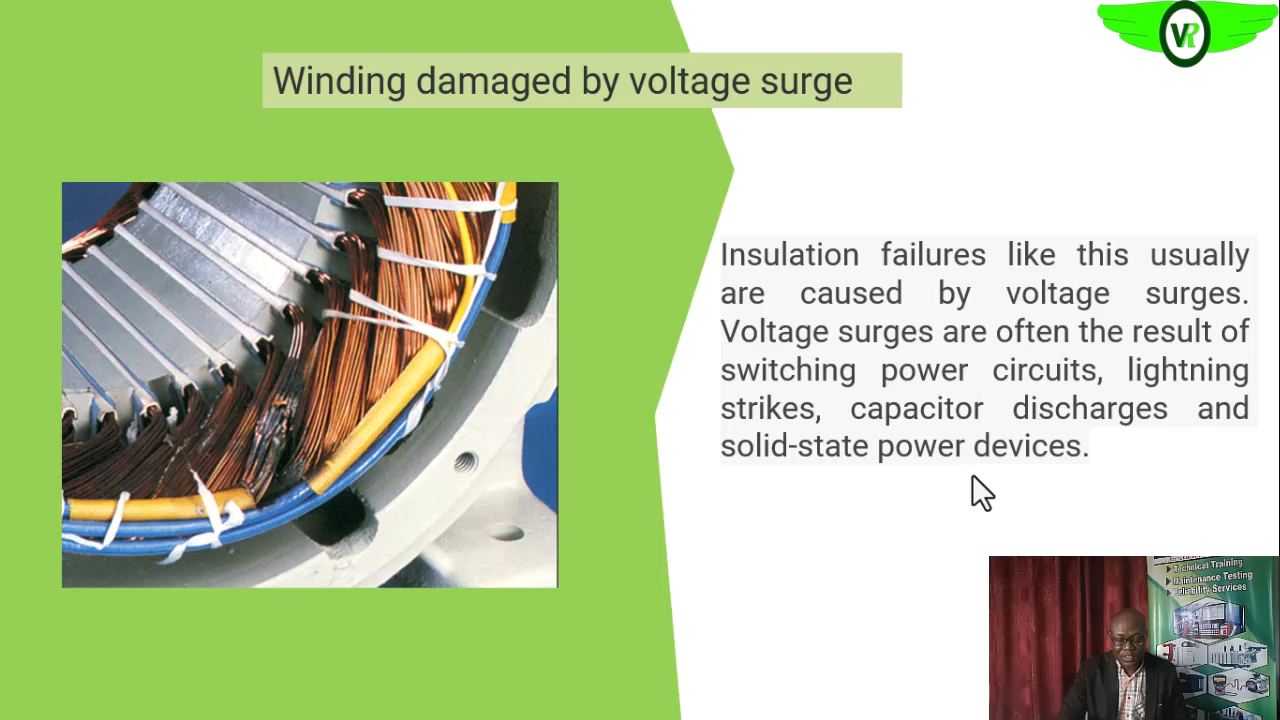 VR
Winding damaged by voltage surge
Insulation failures like this usually
are caused by voltage surges.
Voltage surges are often the result of
switching power circuits, lightning
strikes, capacitor discharges and
solid-state power devices.
Technical Training
Maintenance Testing
Reliability Services